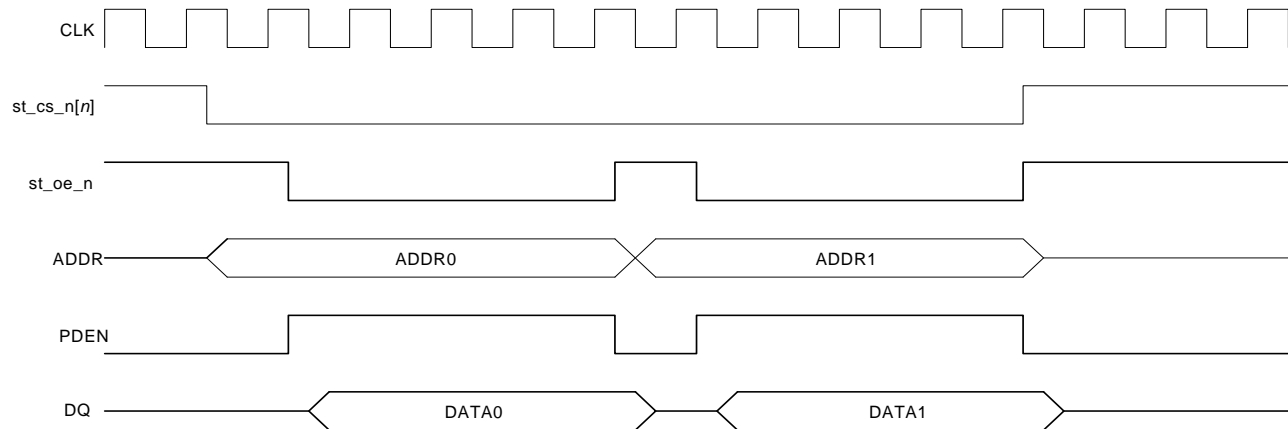 CLK
st_cs_n[n]
st_oe_n
ADDR
ADDR0
ADDR1
PDEN
DQ
DATA0
DATA1